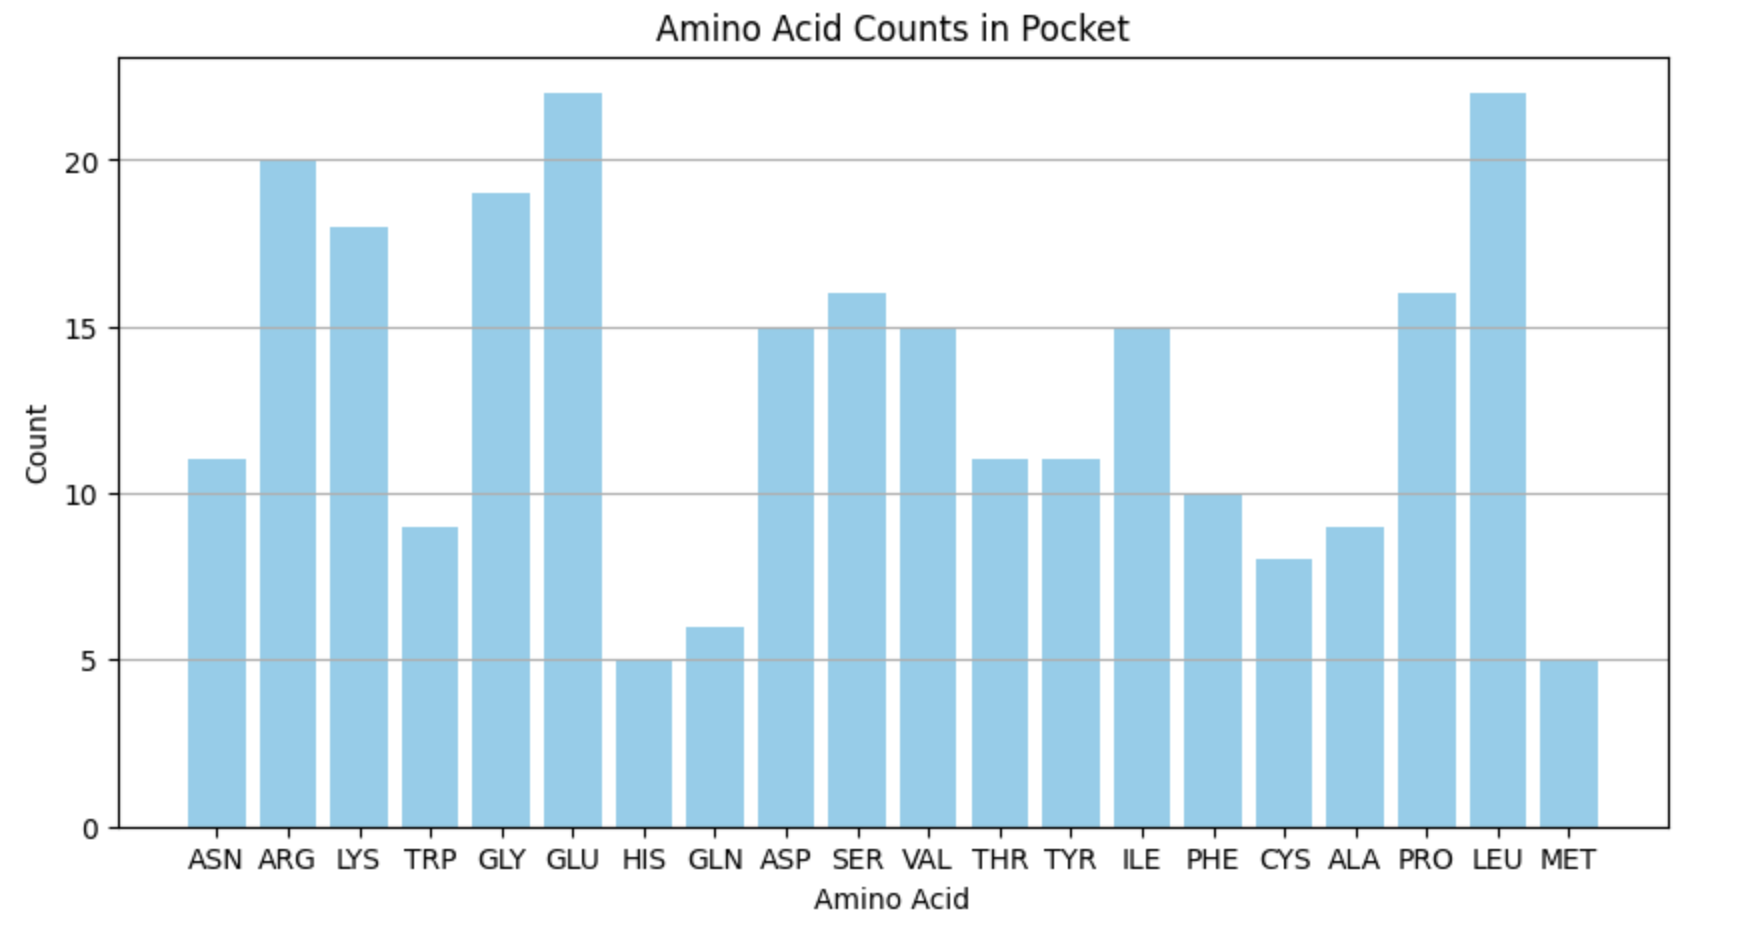 Amino Acid Counts in Pocket
20
15
10
5
0
Count
ASN ARG LYS TRP GLY GLU HIS GLN ASP SER VAL THR TYR ILE PHE CYS ALA PRO LEU MET
Amino Acid